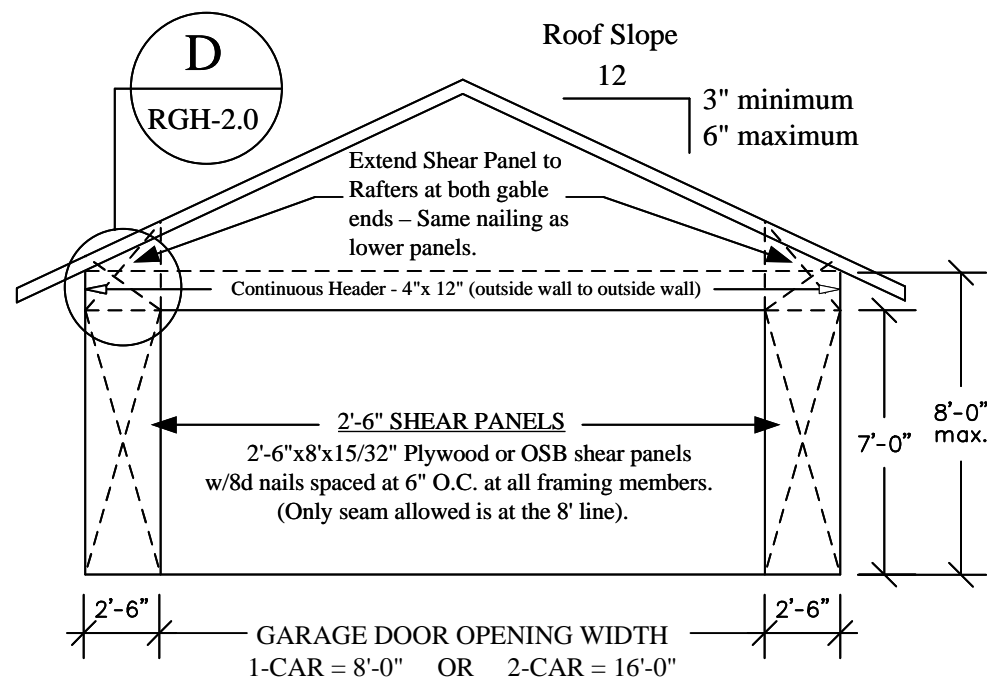 D
RGH-2.0
Roof Slope
12
3" minimum
6" maximum
Extend Shear Panel to
Rafters at both gable
ends – Same nailing as
lower panels.
Continuous Header - 4"x 12" (outside wall to outside wall)
2'-6" SHEAR PANELS
2'-6"x8'x15/32" Plywood or OSB shear panels
w/8d nails spaced at 6" O.C. at all framing members.
(Only seam allowed is at the 8' line).
7'-0"
8'-0"
max.
2'-6"
2'-6"
GARAGE DOOR OPENING WIDTH
1-CAR = 8'-0" OR 2-CAR = 16'-0"